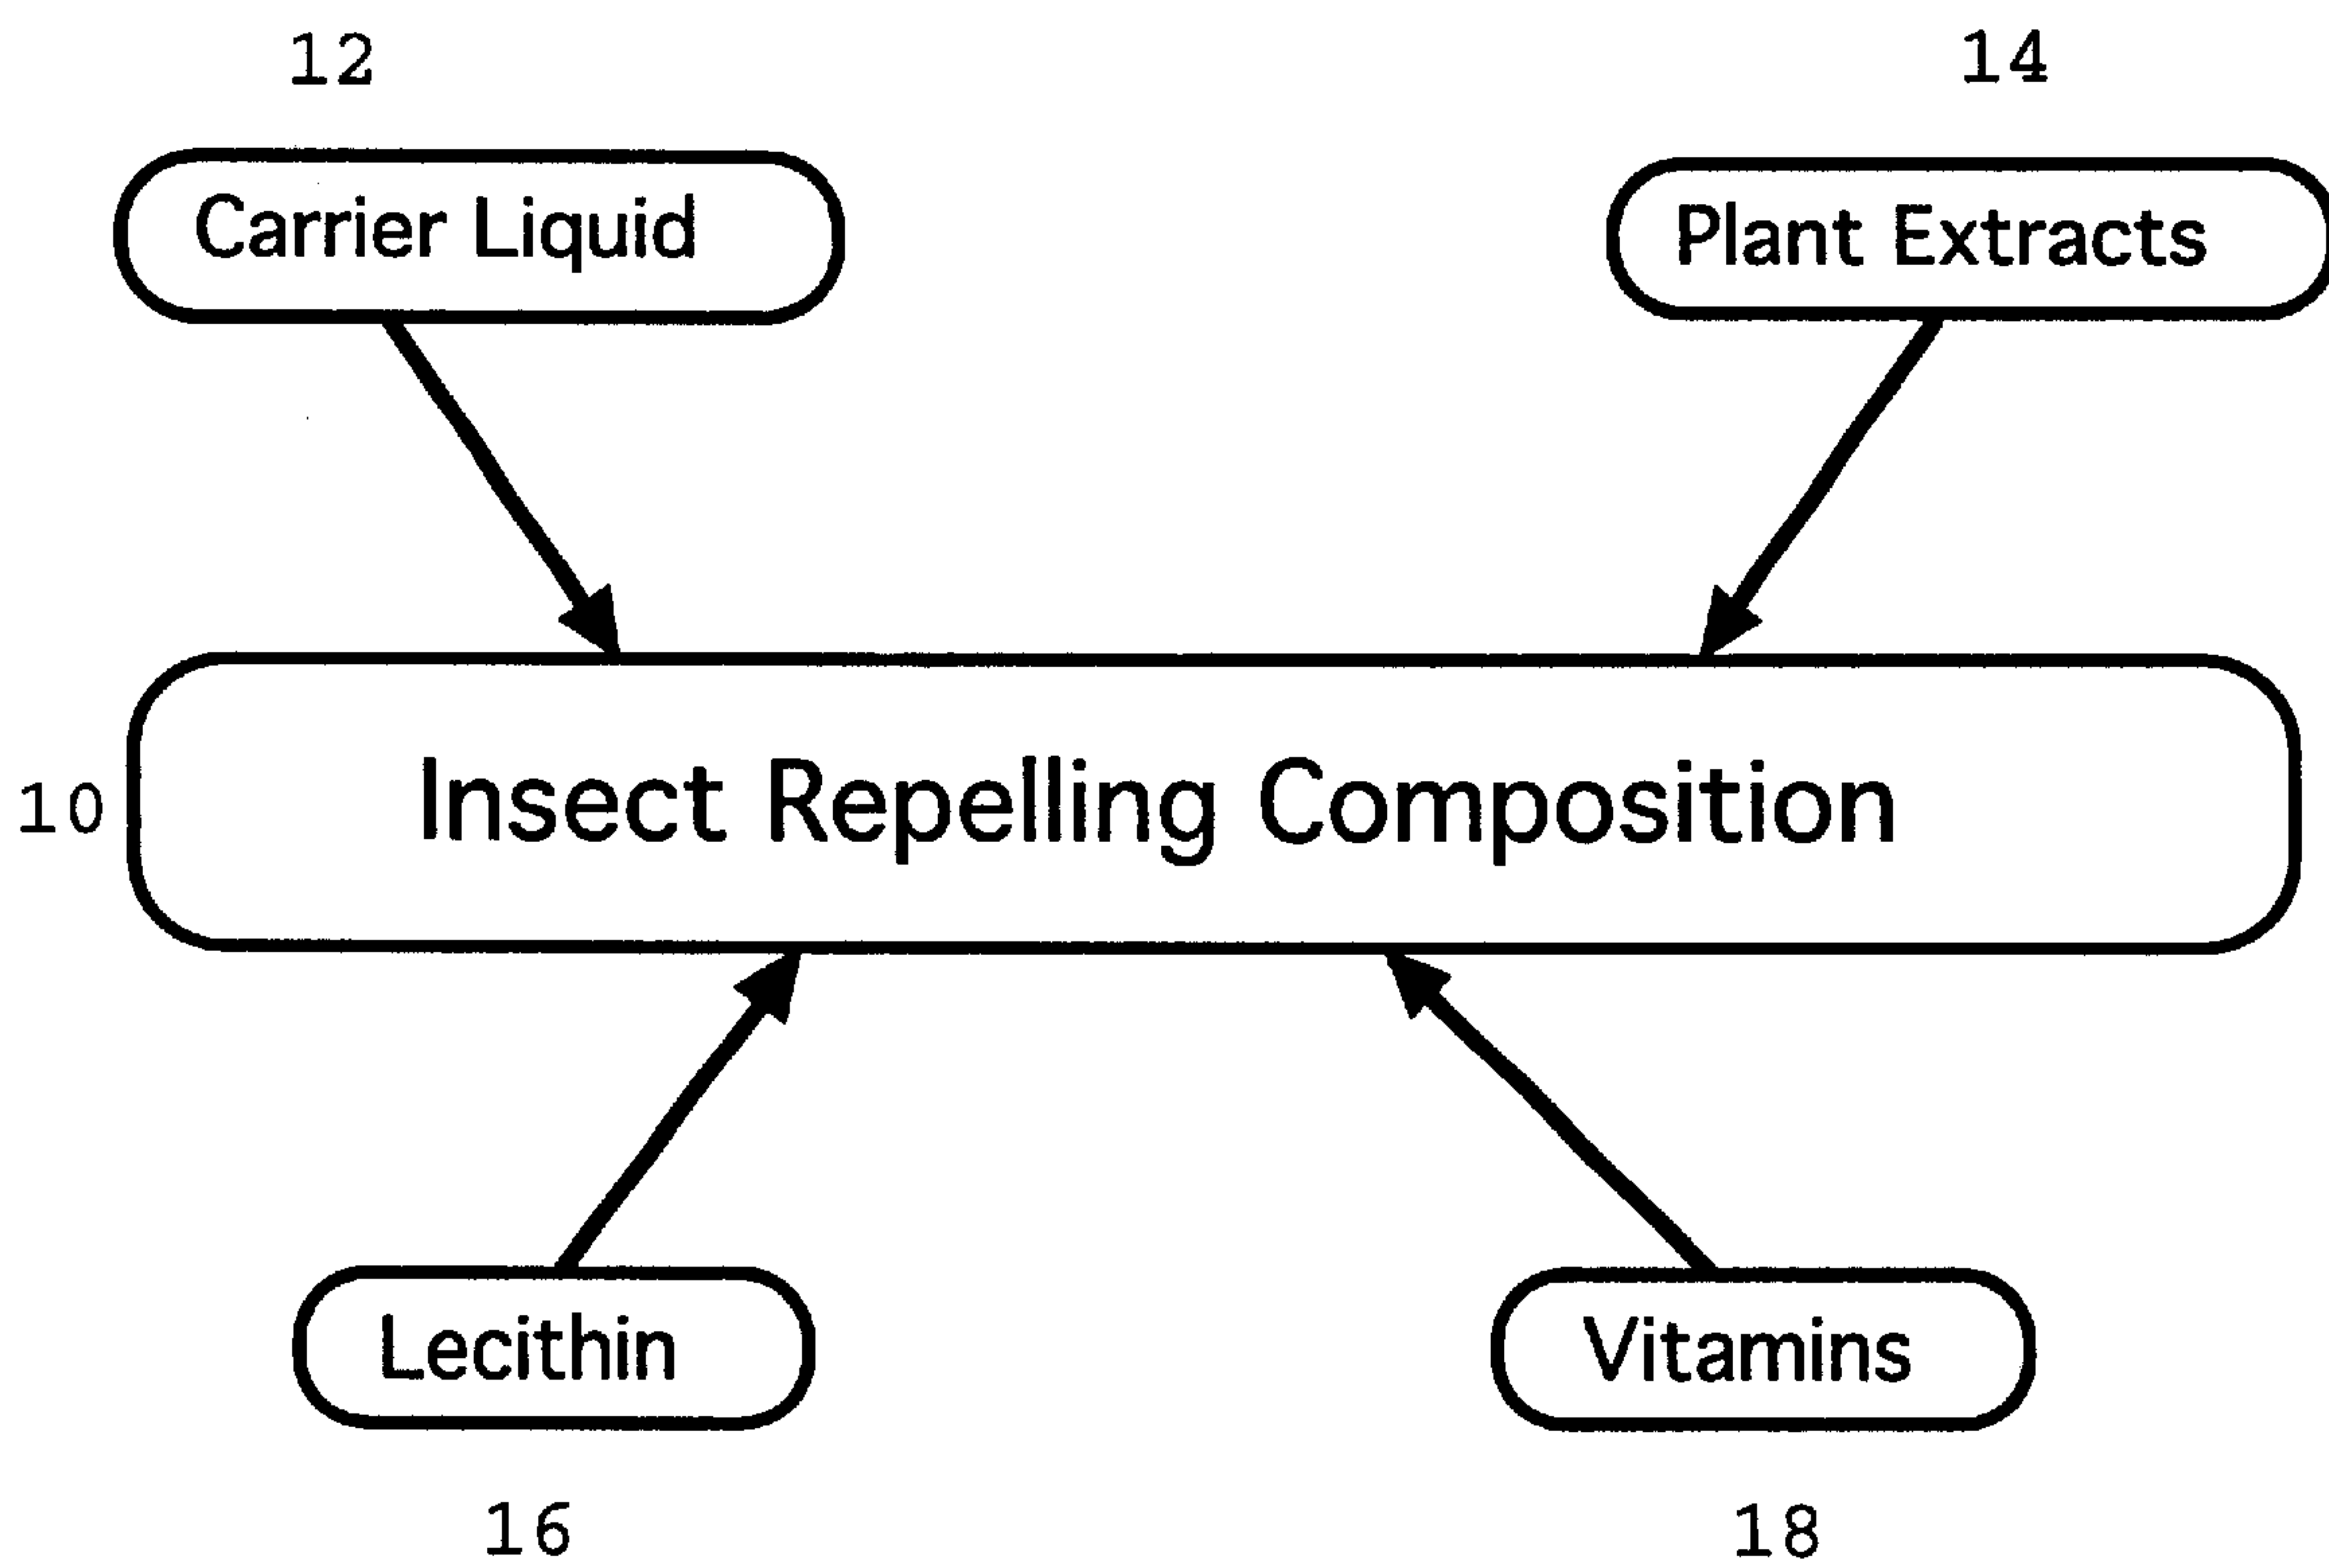 12
14
Carrier Liquid
Plant Extracts
10
Insect Repelling Composition
Lecithin
Vitamins
16
18